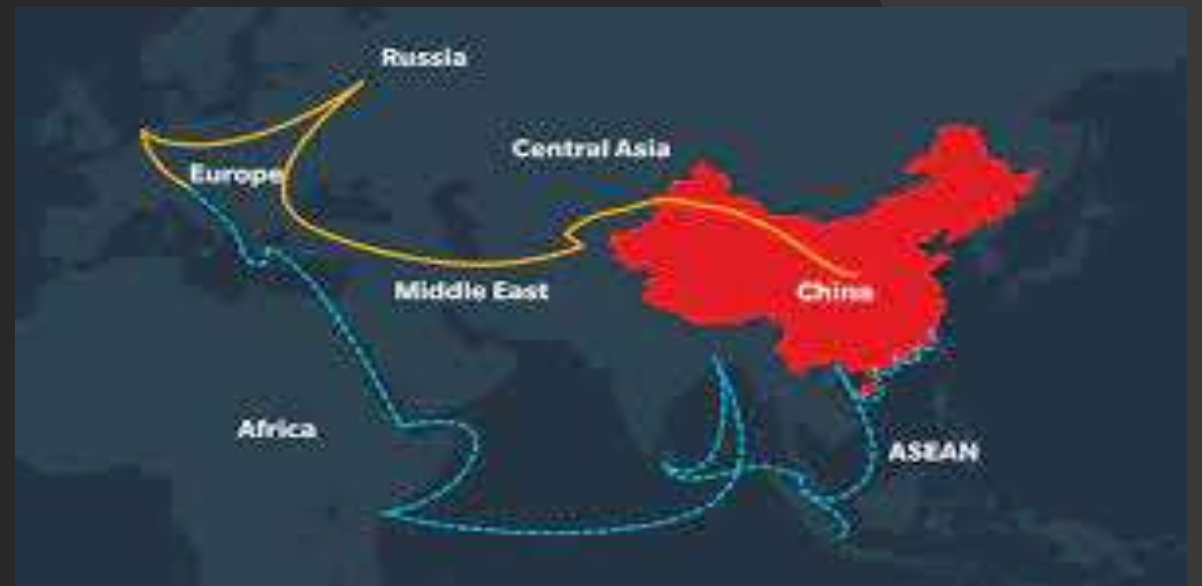 Russia
Central Asia
Europe
Middle East
China
Africa
ASEAN